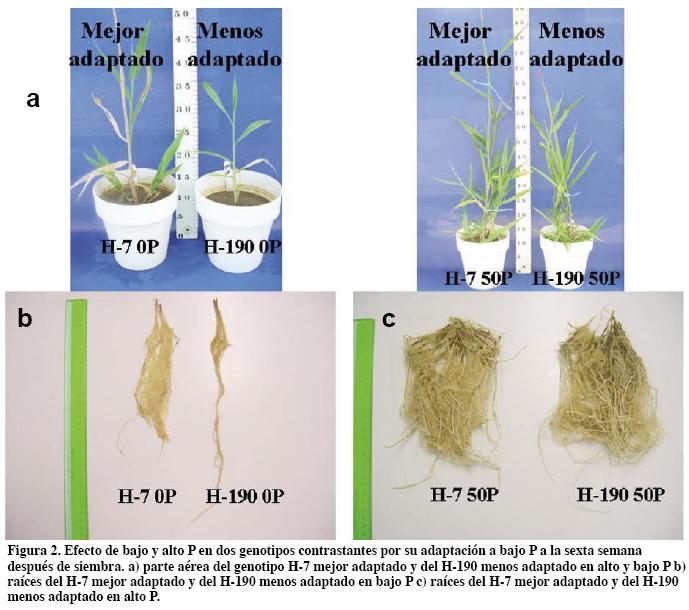 Mejor adaptado
Menos adaptado
a
H-7 0P
H-190 0P
Mejor adaptado
Menos adaptado
H-7 50P
H-190 50P
b
H-7 0P
H-190 0P
c
H-7 50P
H-190 50P
Figura 2. Efecto de bajo y alto P en dos genotipos contrastantes por su adaptación a bajo P a la sexta semana
después de siembra. a) parte aérea del genotipo H-7 mejor adaptado y del H-190 menos adaptado en alto y bajo P b)
raíces del H-7 mejor adaptado y del H-190 menos adaptado en bajo P c) raíces del H-7 mejor adaptado y del H-190
menos adaptado en alto P.